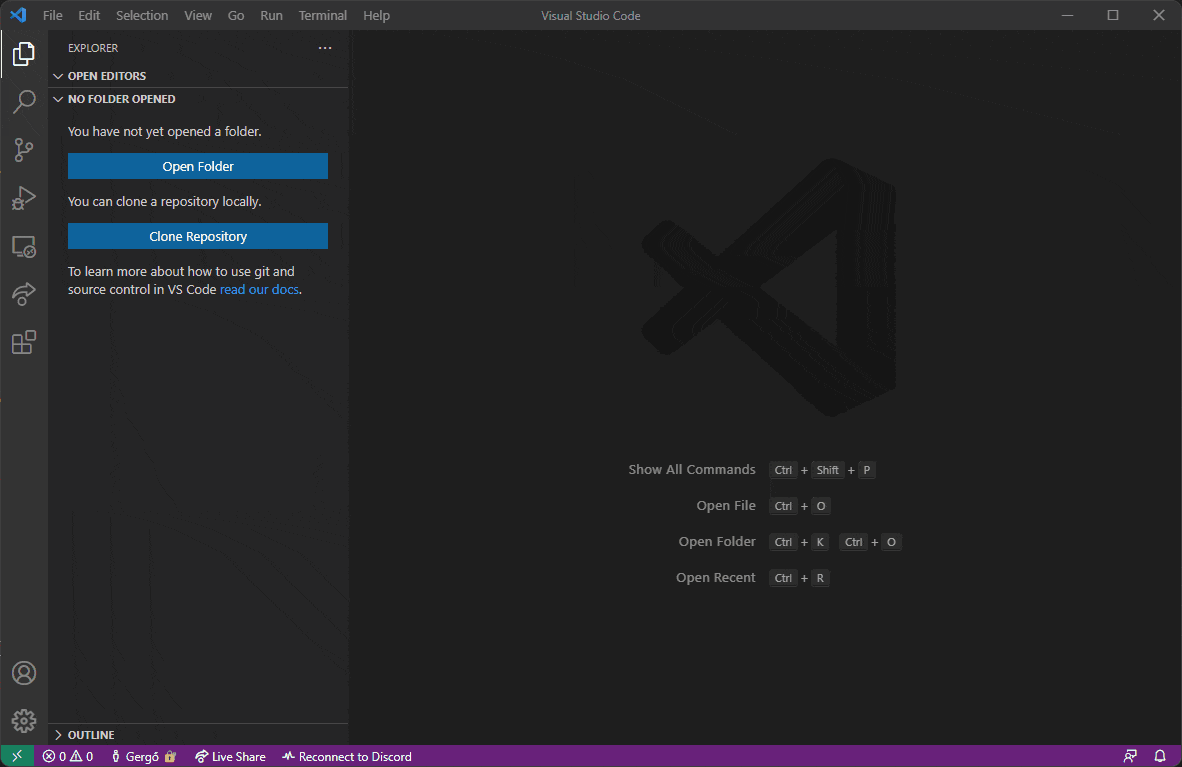 File Edit Selection View Go Run Terminal Help Visual Studio Code
EXPLORER
OPEN EDITORS
NO FOLDER OPENED
You have not yet opened a folder.
Open Folder
You can clone a repository locally.
Clone Repository
To learn more about how to use git and
source control in VS Code read our docs.
Show All Commands Ctrl + Shift + P
Open File Ctrl + O
Open Folder Ctrl + K Ctrl + O
Open Recent Ctrl + R
OUTLINE
0 0 Gergő Live Share Reconnect to Discord